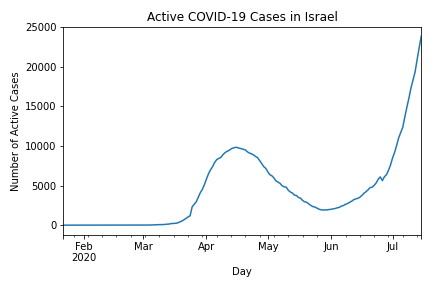 Active COVID-19 Cases in Israel
Number of Active Cases
25000
20000
15000
10000
5000
0
Feb Mar Apr May Jun Jul
2020
Day